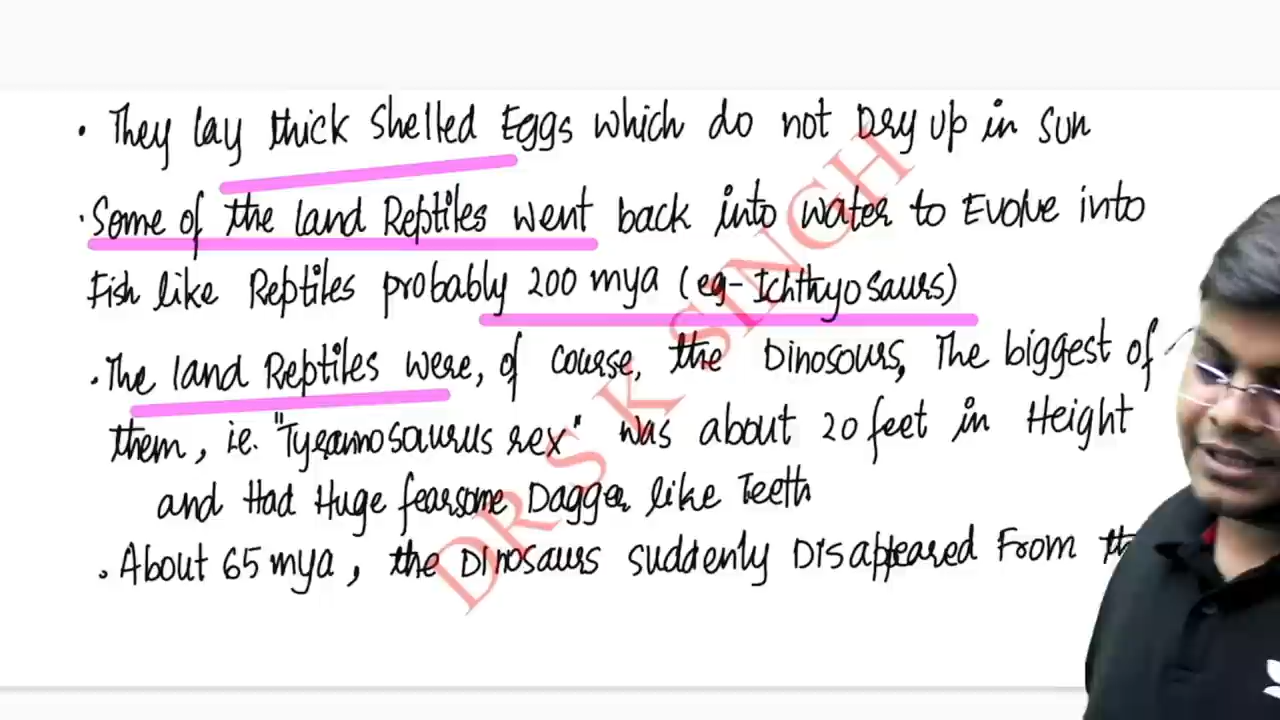 • They lay thick shelled Eggs which do not Dry up in Sun
• Some of the land Reptiles went back into water to Evolve into
Fish like Reptiles probably 200 mya (eg- Ichthyosaurs)
• The land Reptiles were, of course, the Dinosours, The biggest of
them, i.e. "Tyrannosaurus rex" was about 20 feet in Height
and Had Huge fearsome Dagger like Teeth
• About 65 mya, the Dinosaurs suddenly Disappeared From
DR S K SINGH